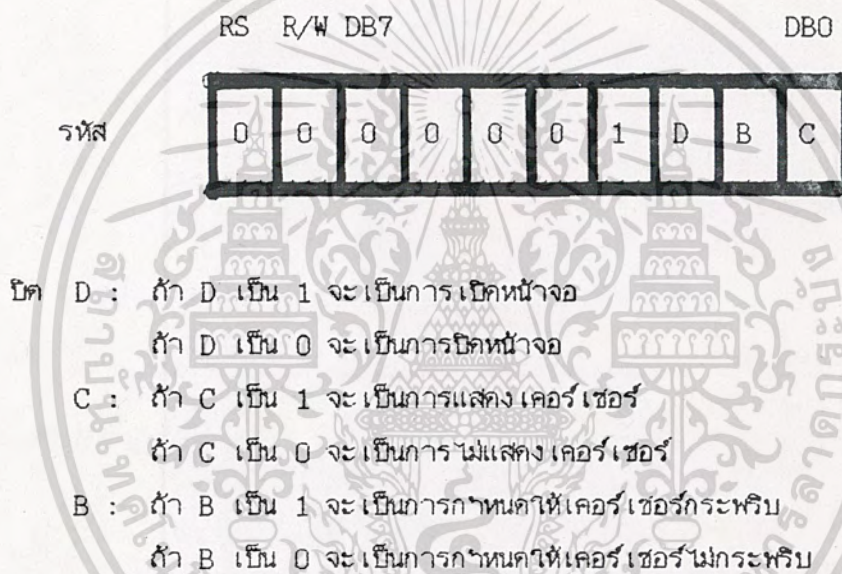 RS R/W DB7 DB0
รหัส 0 0 0 0 0 0 1 D B C
บิต D : ถ้า D เป็น 1 จะเป็นการเปิดหน้าจอ
ถ้า D เป็น 0 จะเป็นการปิดหน้าจอ
C : ถ้า C เป็น 1 จะเป็นการแสดงเคอร์เซอร์
ถ้า C เป็น 0 จะเป็นการไม่แสดงเคอร์เซอร์
B : ถ้า B เป็น 1 จะเป็นการกำหนดให้เคอร์เซอร์กระพริบ
ถ้า B เป็น 0 จะเป็นการกำหนดให้เคอร์เซอร์ไม่กระพริบ